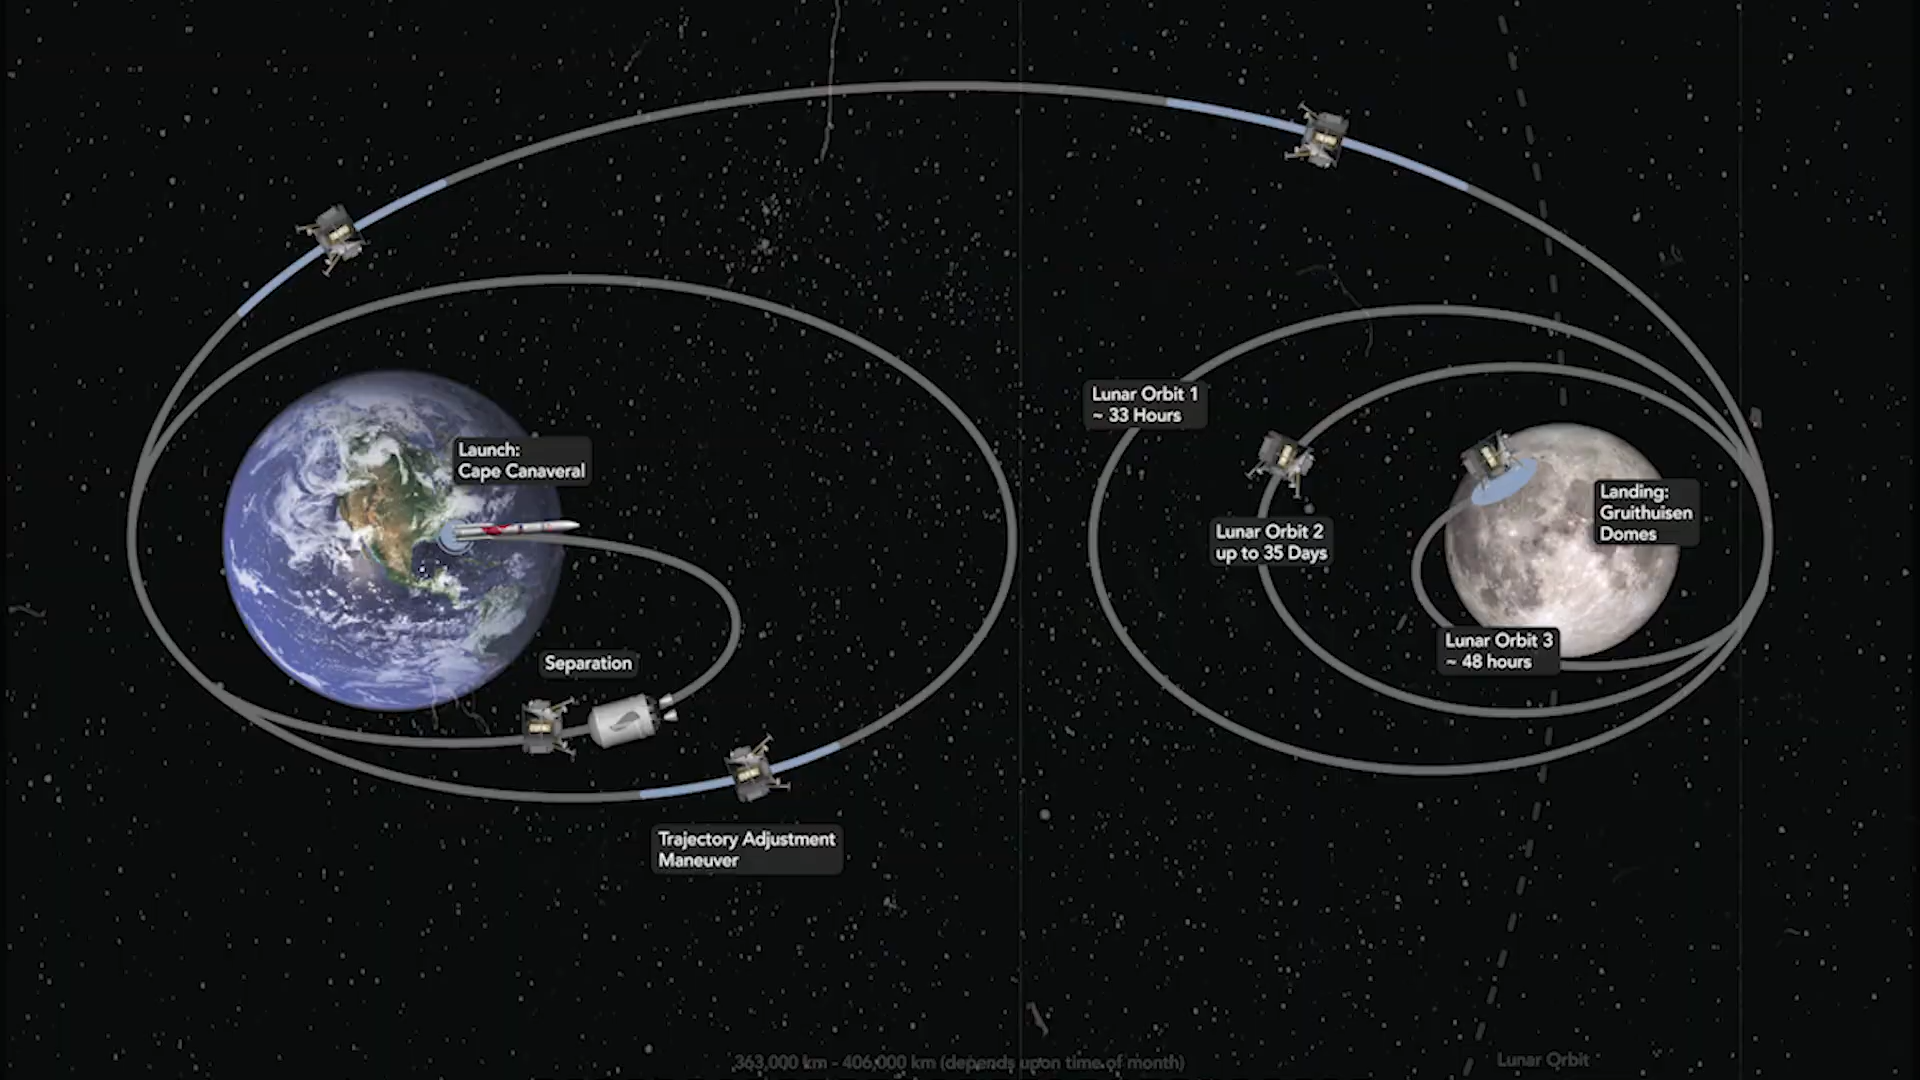 Lunar Orbit 1
~ 33 Hours
Launch:
Cape Canaveral
Landing:
Gruithuisen
Domes
Lunar Orbit 2
up to 35 Days
Separation
Lunar Orbit 3
~ 48 hours
Trajectory Adjustment
Maneuver
363,000 km - 406,000 km (depends upon time of month)
Lunar Orbit